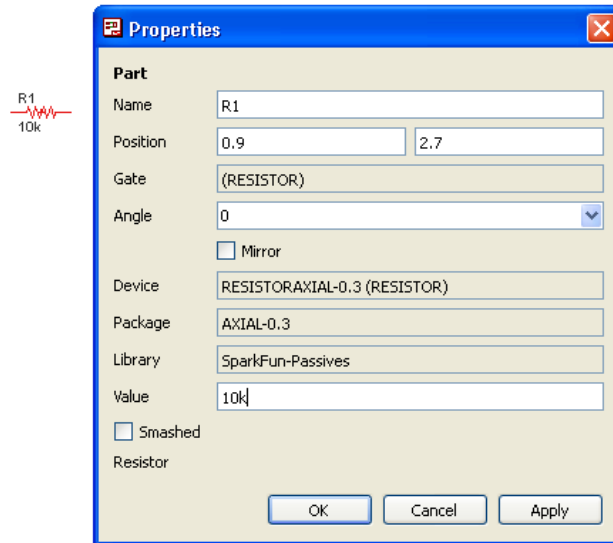 R1
10k
Properties
Part
Name R1
Position 0.9 2.7
Gate (RESISTOR)
Angle 0
Mirror
Device RESISTORAXIAL-0.3 (RESISTOR)
Package AXIAL-0.3
Library SparkFun-Passives
Value 10k
Smashed
Resistor
OK Cancel Apply